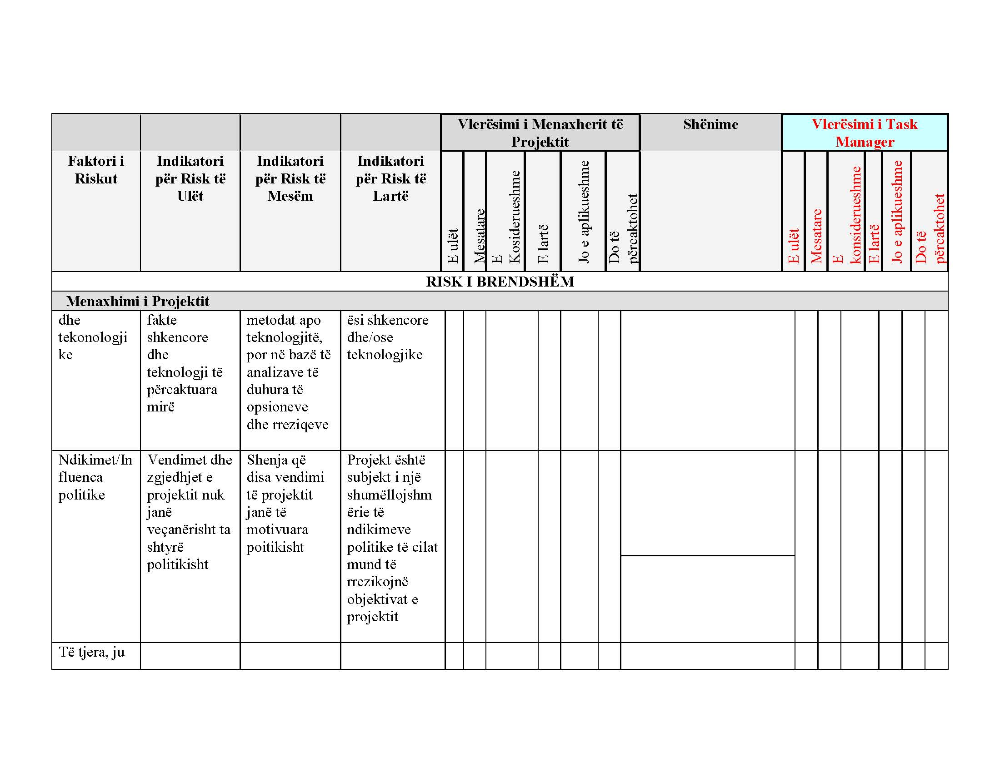 Vlerësimi i Menaxherit të
Projektit
Shënime
Vlerësimi i Task
Manager
Faktori i
Riskut
Indikatori
për Risk të
Ulët
Indikatori
për Risk të
Mesëm
Indikatori
për Risk të
Lartë
E ulët
Mesatare
E
Kosiderueshme
E lartë
Jo e aplikueshme
Do të
përcaktohet
E ulët
Mesatare
E
konsiderueshme
E lartë
Jo e aplikueshme
Do të
përcaktohet
RISK I BRENDSHËM
Menaxhimi i Projektit
dhe
tekonologji
ke
fakte
shkencore
dhe
teknologji të
përcaktuara
mirë
metodat apo
teknologjitë,
por në bazë të
analizave të
duhura të
opsioneve
dhe rreziqeve
ësi shkencore
dhe/ose
teknologjike
Ndikimet/In
fluenca
politike
Vendimet dhe
zgjedhjet e
projektit nuk
janë
veçanërisht ta
shtyrë
politikisht
Shenja që
disa vendimi
të projektit
janë të
motivuara
poitikisht
Projekt është
subjekt i një
shumëllojshm
ërie të
ndikimeve
politike të cilat
mund të
rrezikojnë
objektivat e
projektit
Të tjera, ju